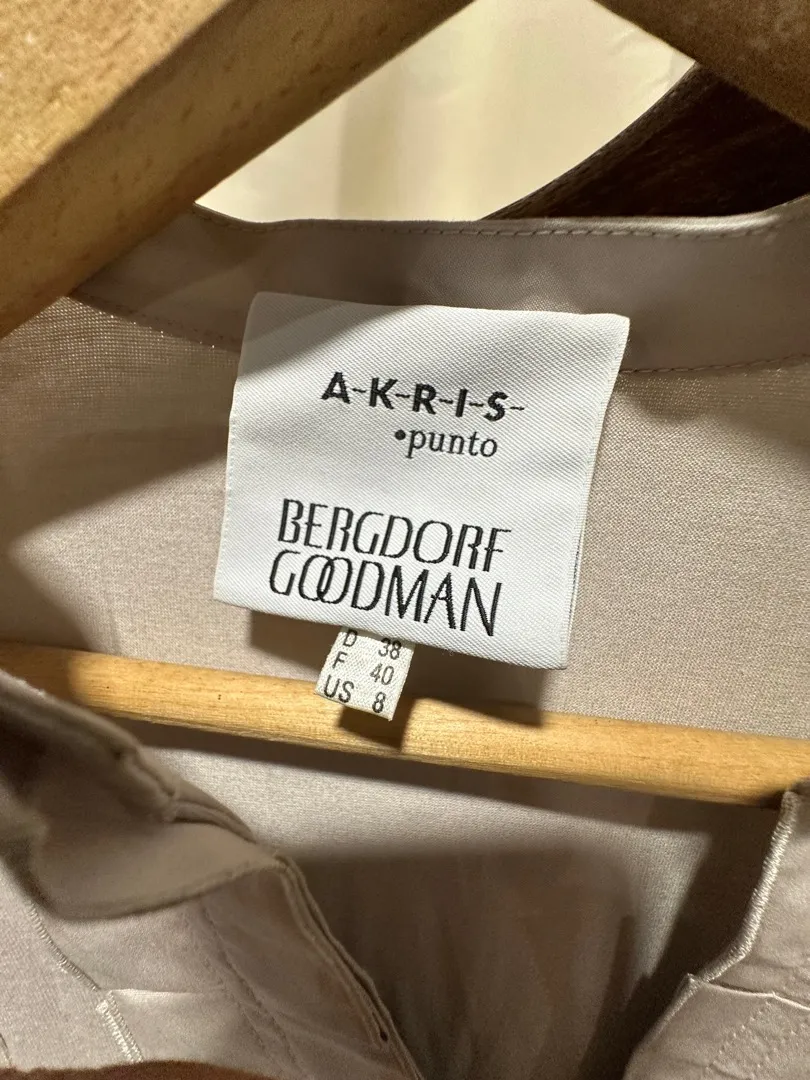 A-K-R-I-S-
•punto
BERGDORF
GOODMAN
D 38
F 40
US 8